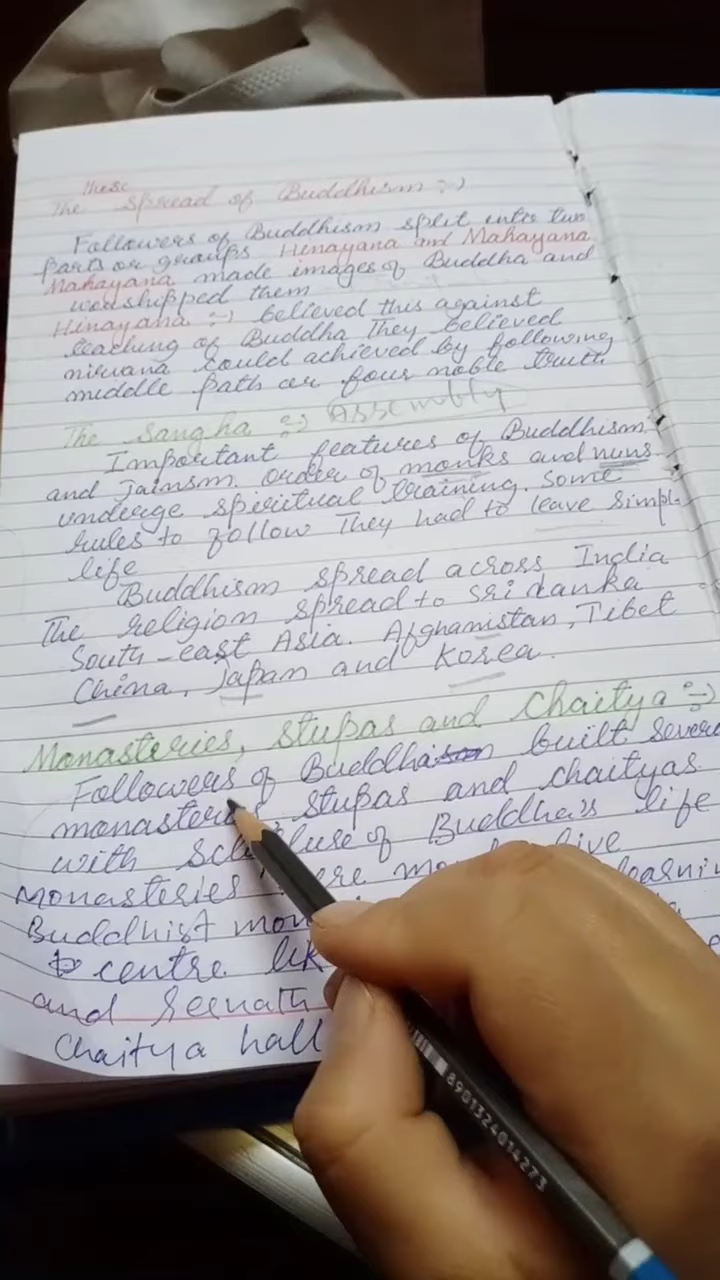 these
The Spread of Buddhism :-)
Followers of Buddhism split into two
parts or groups Hinayana and Mahayana
Mahayana made images of Buddha and
worshipped them
Hinayana :-) believed this against
teaching of Buddha They believed
nirvana could achieved by following
middle path or four noble truth
The Sangha :-) Assembly
Important features of Buddhism
and Jainsm. Order of monks and nuns
undergo spiritual training. Some
rules to follow They had to leave simple
life
Buddhism spread across India
The religion spread to Sri Lanka
South-east Asia. Afghanistan, Tibet
China, Japan and Korea.
Monasteries, Stupas and Chaitya :-)
Followers of Buddha built
monasteries, stupas and chaityas
with of Buddha's life
Monasteries live
Buddhist
centre
and
Chaitya hall
8901324014273